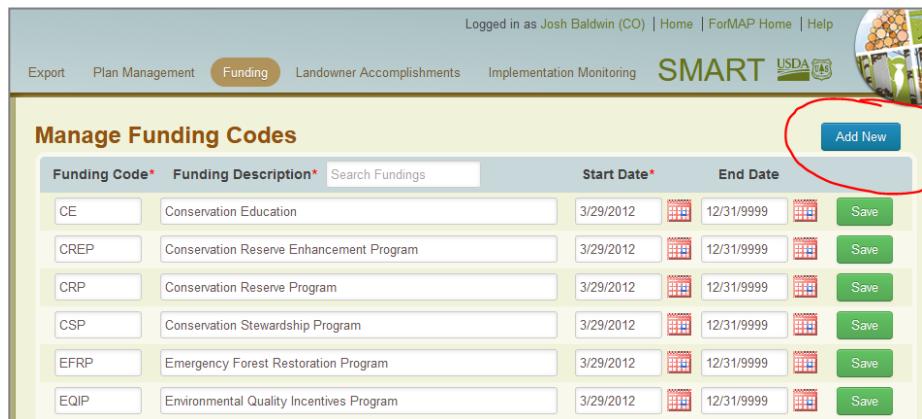 Logged in as Josh Baldwin (CO) | Home | ForMAP Home | Help
Export Plan Management Funding Landowner Accomplishments Implementation Monitoring SMART USDA
Manage Funding Codes Add New
Funding Code* Funding Description* Search Fundings Start Date* End Date
CE Conservation Education 3/29/2012 12/31/9999 Save
CREP Conservation Reserve Enhancement Program 3/29/2012 12/31/9999 Save
CRP Conservation Reserve Program 3/29/2012 12/31/9999 Save
CSP Conservation Stewardship Program 3/29/2012 12/31/9999 Save
EFRP Emergency Forest Restoration Program 3/29/2012 12/31/9999 Save
EQIP Environmental Quality Incentives Program 3/29/2012 12/31/9999 Save